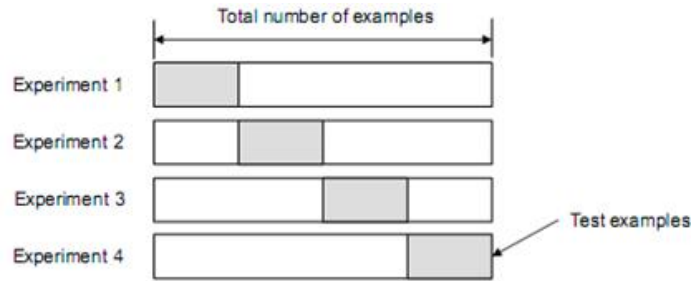 Total number of examples
Experiment 1
Experiment 2
Experiment 3
Test examples
Experiment 4